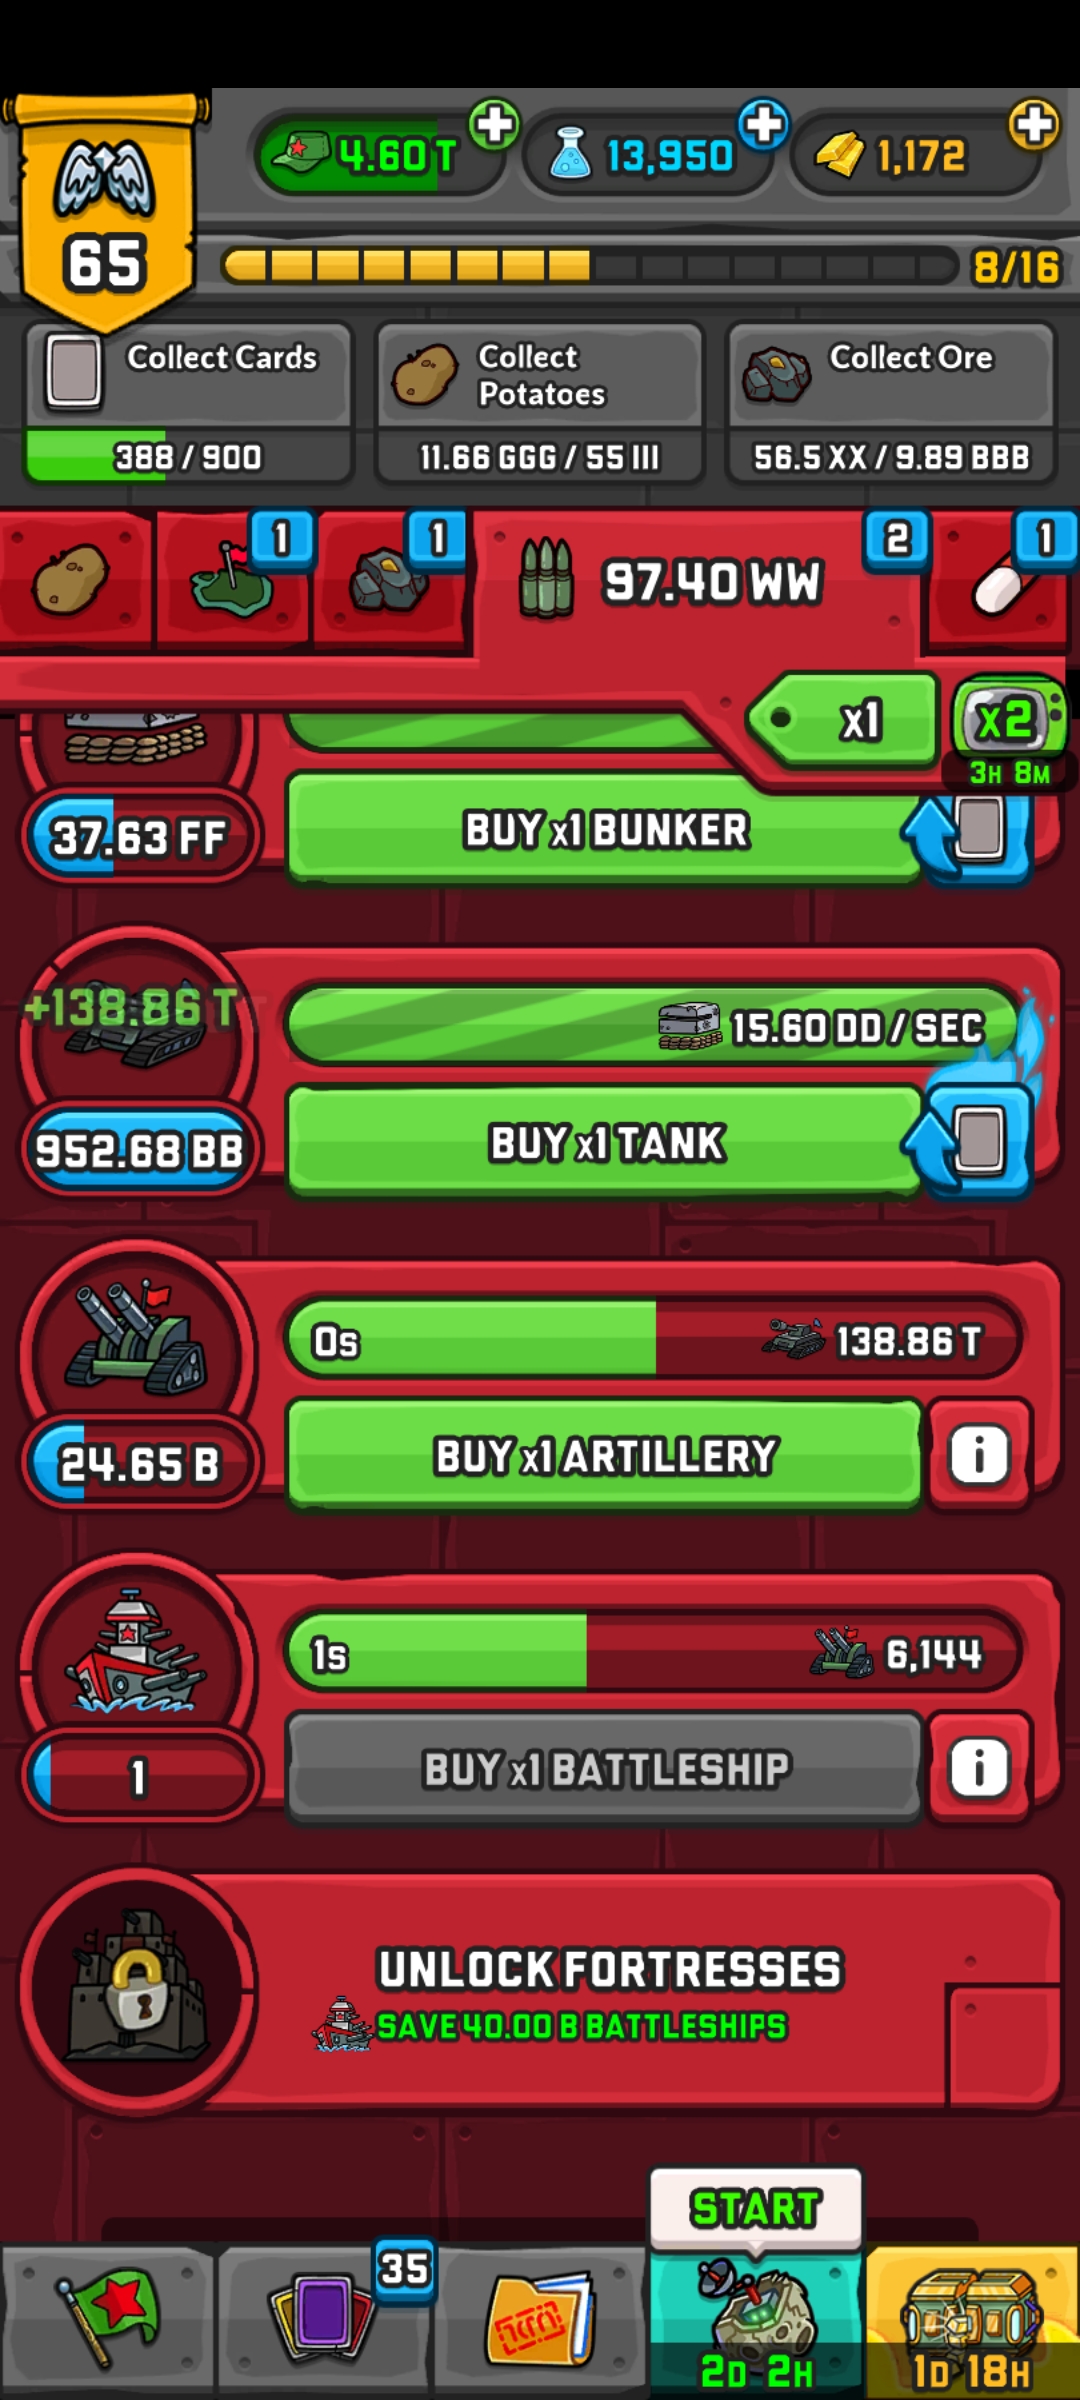 4.60 T
13,950
1,172
65
8/16
Collect Cards
388 / 900
Collect
Potatoes
11.66 GGG / 55 III
Collect Ore
56.5 XX / 9.89 BBB
1
1
97.40 WW
2
1
x1
x2
3H 8M
37.63 FF
BUY x1 BUNKER
+138.86 T
15.60 DD / SEC
952.68 BB
BUY x1 TANK
0s
138.86 T
24.65 B
BUY x1 ARTILLERY
i
1s
6,144
1
BUY x1 BATTLESHIP
i
UNLOCK FORTRESSES
SAVE 40.00 B BATTLESHIPS
START
35
2D 2H
1D 18H